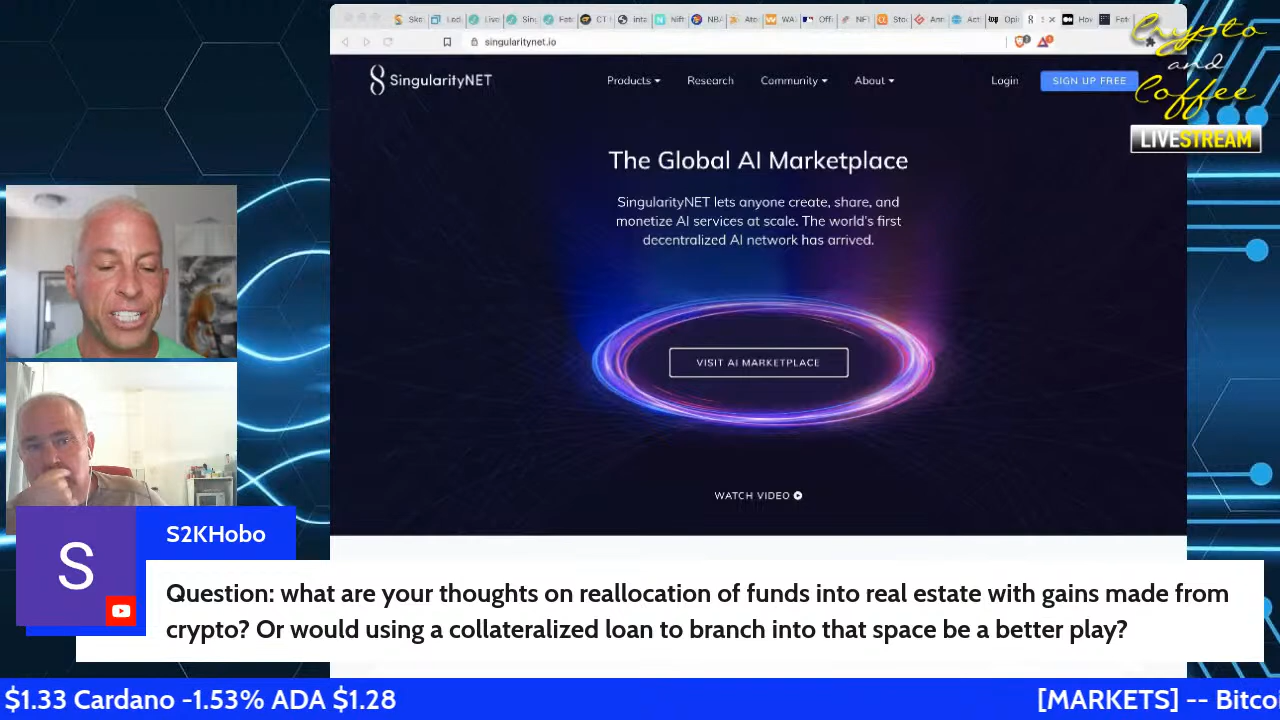 Led
Live
NBA
singularitynet.io
Crypto
and
Coffee
LIVESTREAM
SingularityNET
Products
Research
Community
About
Login
SIGN UP FREE
The Global AI Marketplace
SingularityNET lets anyone create, share, and
monetize AI services at scale. The world's first
decentralized AI network has arrived.
VISIT AI MARKETPLACE
WATCH VIDEO
S2KHobo
S
Question: what are your thoughts on reallocation of funds into real estate with gains made from
crypto? Or would using a collateralized loan to branch into that space be a better play?
$1.33 Cardano -1.53% ADA $1.28
[MARKETS] -- Bitcoi